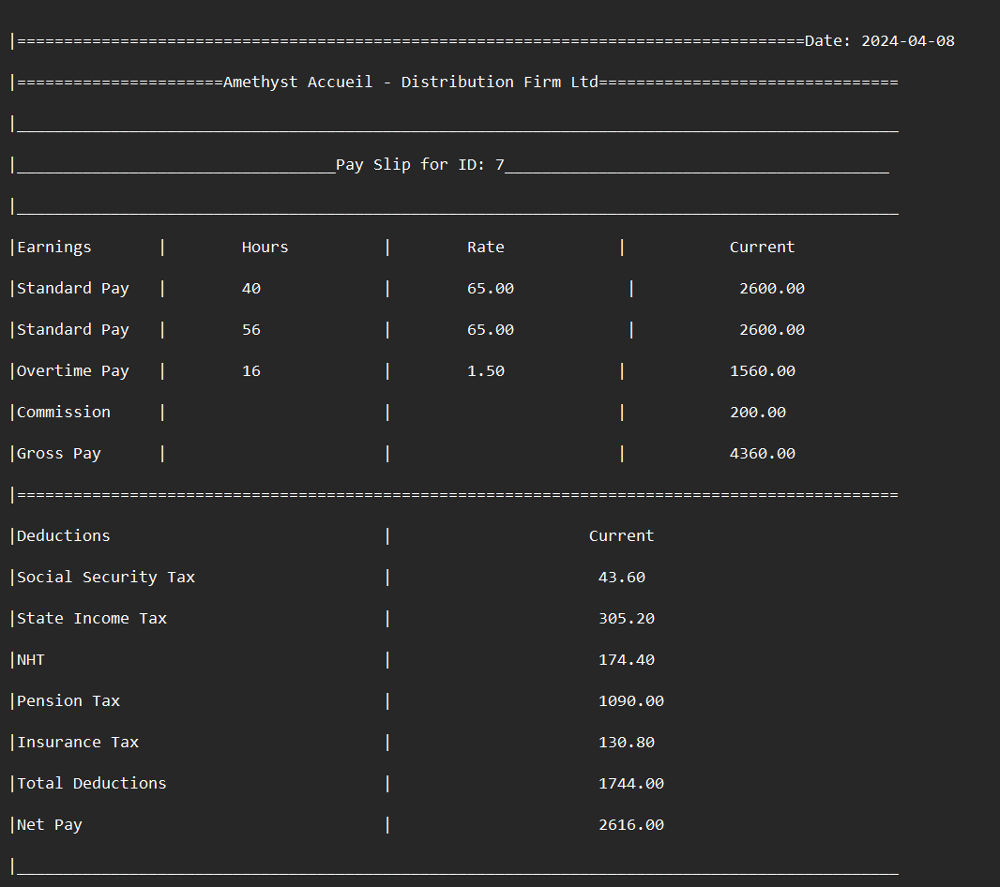 |====================================================================================Date: 2024-04-08
|======================Amethyst Accueil - Distribution Firm Ltd================================
|______________________________________________________________________________________________
|__________________________________Pay Slip for ID: 7_________________________________________
|______________________________________________________________________________________________
|Earnings | Hours | Rate | Current
|Standard Pay | 40 | 65.00 | 2600.00
|Standard Pay | 56 | 65.00 | 2600.00
|Overtime Pay | 16 | 1.50 | 1560.00
|Commission | | | 200.00
|Gross Pay | | | 4360.00
|==============================================================================================
|Deductions | Current
|Social Security Tax | 43.60
|State Income Tax | 305.20
|NHT | 174.40
|Pension Tax | 1090.00
|Insurance Tax | 130.80
|Total Deductions | 1744.00
|Net Pay | 2616.00
|______________________________________________________________________________________________